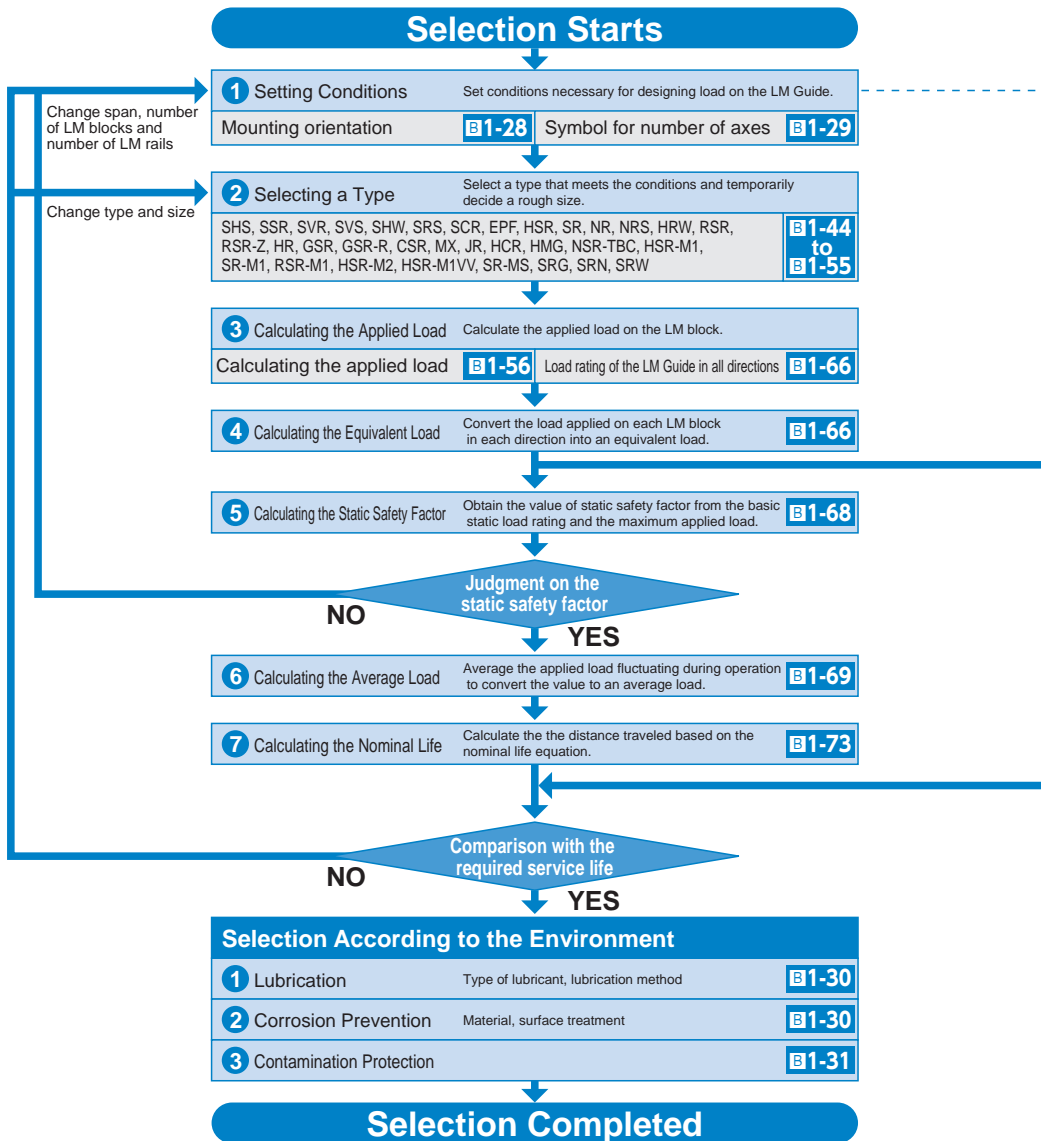 Selection Starts
1 Setting Conditions Set conditions necessary for designing load on the LM Guide.
Mounting orientation B1-28 Symbol for number of axes B1-29
Change span, number
of LM blocks and
number of LM rails
2 Selecting a Type Select a type that meets the conditions and temporarily
decide a rough size.
Change type and size
SHS, SSR, SVR, SVS, SHW, SRS, SCR, EPF, HSR, SR, NR, NRS, HRW, RSR,
RSR-Z, HR, GSR, GSR-R, CSR, MX, JR, HCR, HMG, NSR-TBC, HSR-M1,
SR-M1, RSR-M1, HSR-M2, HSR-M1VV, SR-MS, SRG, SRN, SRW
B1-44
to
B1-55
3 Calculating the Applied Load Calculate the applied load on the LM block.
Calculating the applied load B1-56 Load rating of the LM Guide in all directions B1-66
4 Calculating the Equivalent Load Convert the load applied on each LM block
in each direction into an equivalent load. B1-66
5 Calculating the Static Safety Factor Obtain the value of static safety factor from the basic
static load rating and the maximum applied load. B1-68
Judgment on the
static safety factor
NO
YES
6 Calculating the Average Load Average the applied load fluctuating during operation
to convert the value to an average load. B1-69
7 Calculating the Nominal Life Calculate the the distance traveled based on the
nominal life equation. B1-73
Comparison with the
required service life
NO
YES
Selection According to the Environment
1 Lubrication Type of lubricant, lubrication method B1-30
2 Corrosion Prevention Material, surface treatment B1-30
3 Contamination Protection B1-31
Selection Completed